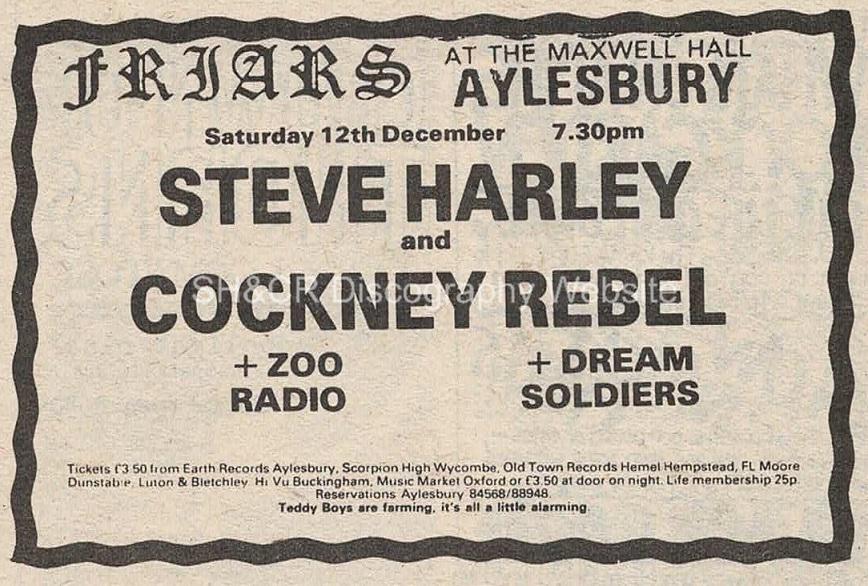 FRIARS AT THE MAXWELL HALL
AYLESBURY
Saturday 12th December 7.30pm
STEVE HARLEY
and
COCKNEY REBEL
SH&CR Discography Website
+ ZOO RADIO
+ DREAM SOLDIERS
Tickets £3 50 from Earth Records Aylesbury, Scorpion High Wycombe, Old Town Records Hemel Hempstead, FL Moore
Dunstable, Luton & Bletchley Hi Vu Buckingham, Music Market Oxford or £3.50 at door on night. Life membership 25p.
Reservations Aylesbury 84568/88948.
Teddy Boys are farming, it's all a little alarming.